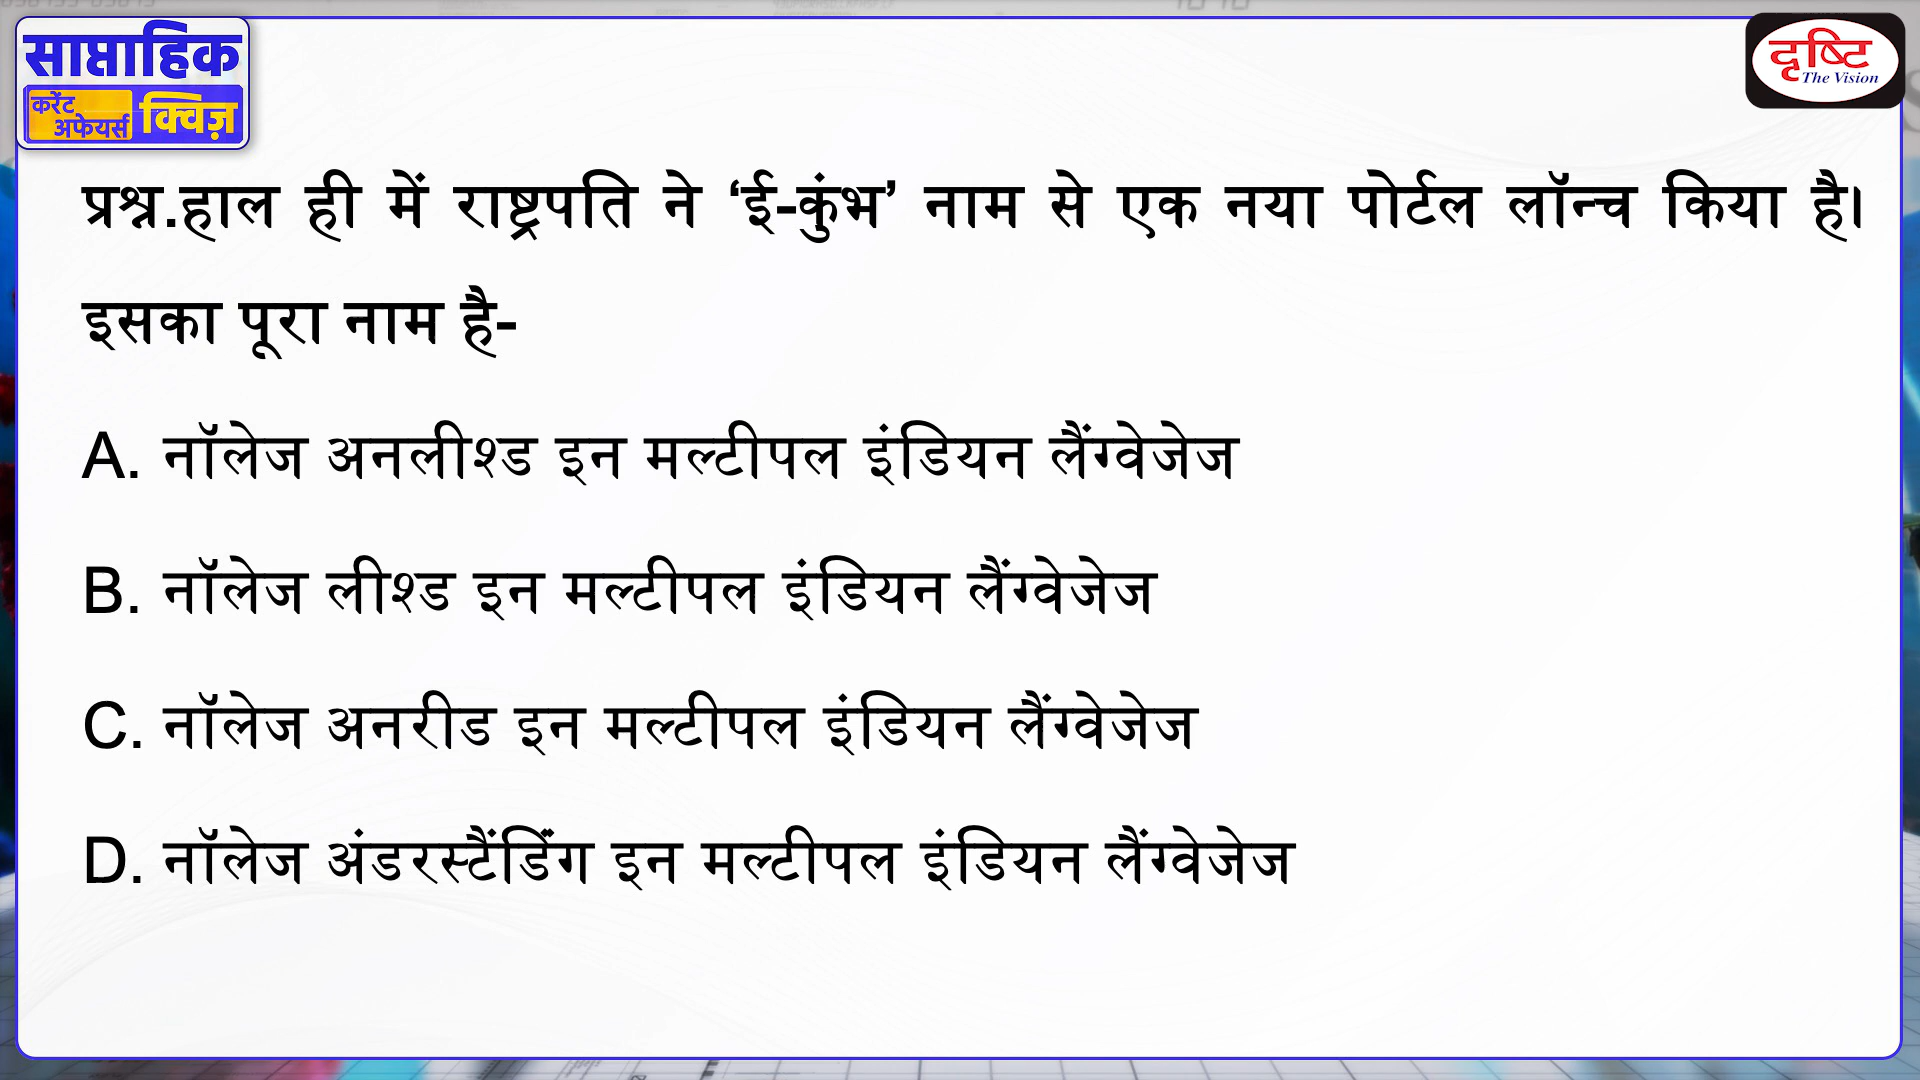 साप्ताहिक
करेंट
अफेयर्स
क्विज़
दृष्टि
The Vision
प्रश्न.हाल ही में राष्ट्रपति ने ‘ई-कुंभ’ नाम से एक नया पोर्टल लॉन्च किया है।
इसका पूरा नाम है-
A. नॉलेज अनलीश्ड इन मल्टीपल इंडियन लैंग्वेजेज
B. नॉलेज लीश्ड इन मल्टीपल इंडियन लैंग्वेजेज
C. नॉलेज अनरीड इन मल्टीपल इंडियन लैंग्वेजेज
D. नॉलेज अंडरस्टैंडिंग इन मल्टीपल इंडियन लैंग्वेजेज